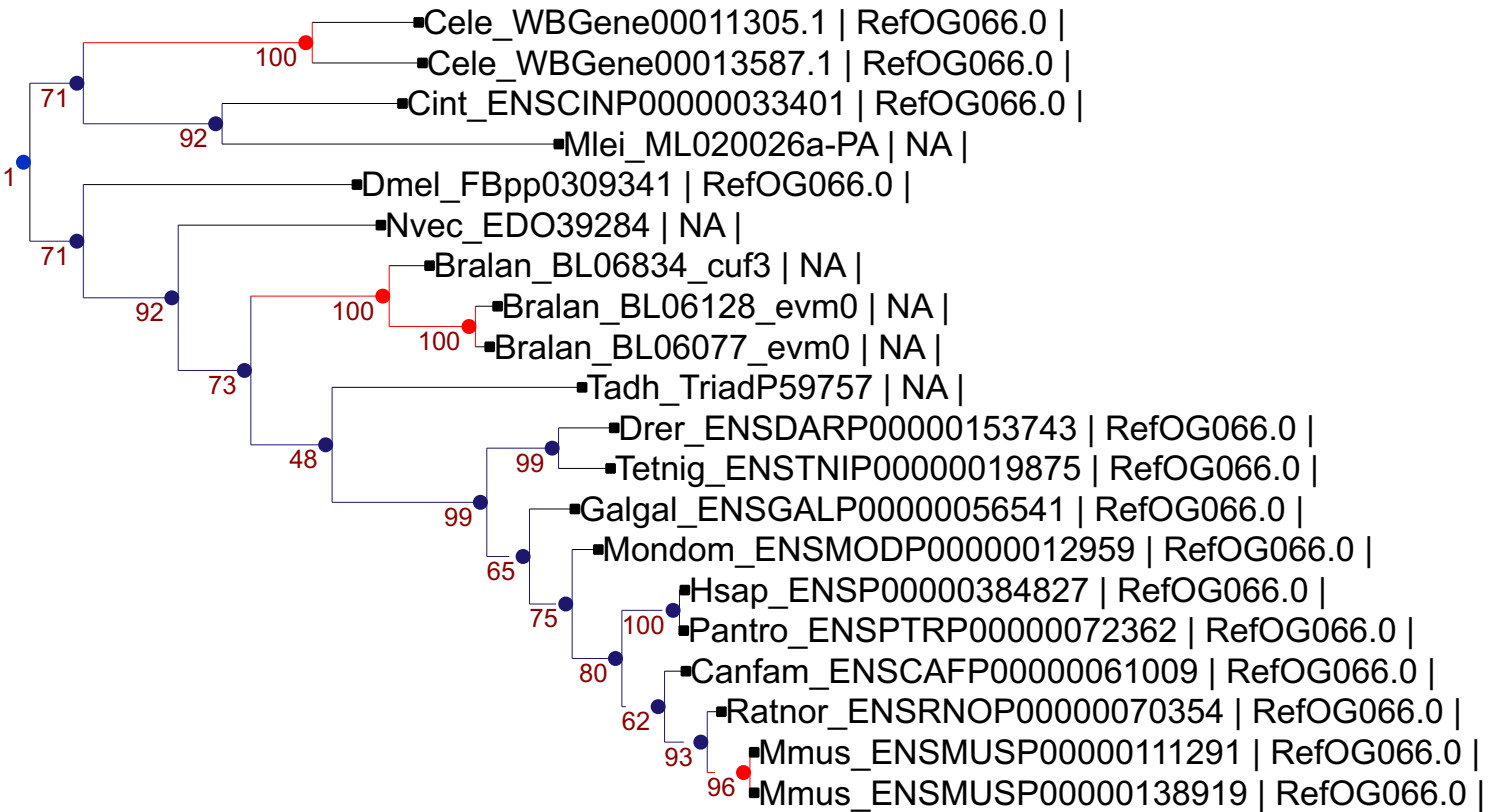 Cele_WBGene00011305.1 | RefOG066.0 |
100
Cele_WBGene00013587.1 | RefOG066.0 |
71
Cint_ENSCINP00000033401 | RefOG066.0 |
92
Mlei_ML020026a-PA | NA |
1
Dmel_FBpp0309341 | RefOG066.0 |
Nvec_EDO39284 | NA |
71
Bralan_BL06834_cuf3 | NA |
92
100
Bralan_BL06128_evm0 | NA |
100
Bralan_BL06077_evm0 | NA |
73
Tadh_TriadP59757 | NA |
Drer_ENSDARP00000153743 | RefOG066.0 |
48
99
Tetnig_ENSTNIP00000019875 | RefOG066.0 |
99
Galgal_ENSGALP00000056541 | RefOG066.0 |
Mondom_ENSMODP00000012959 | RefOG066.0 |
65
Hsap_ENSP00000384827 | RefOG066.0 |
75
100
Pantro_ENSPTRP00000072362 | RefOG066.0 |
80
Canfam_ENSCAFP00000061009 | RefOG066.0 |
62
Ratnor_ENSRNOP00000070354 | RefOG066.0 |
93
Mmus_ENSMUSP00000111291 | RefOG066.0 |
96
Mmus_ENSMUSP00000138919 | RefOG066.0 |